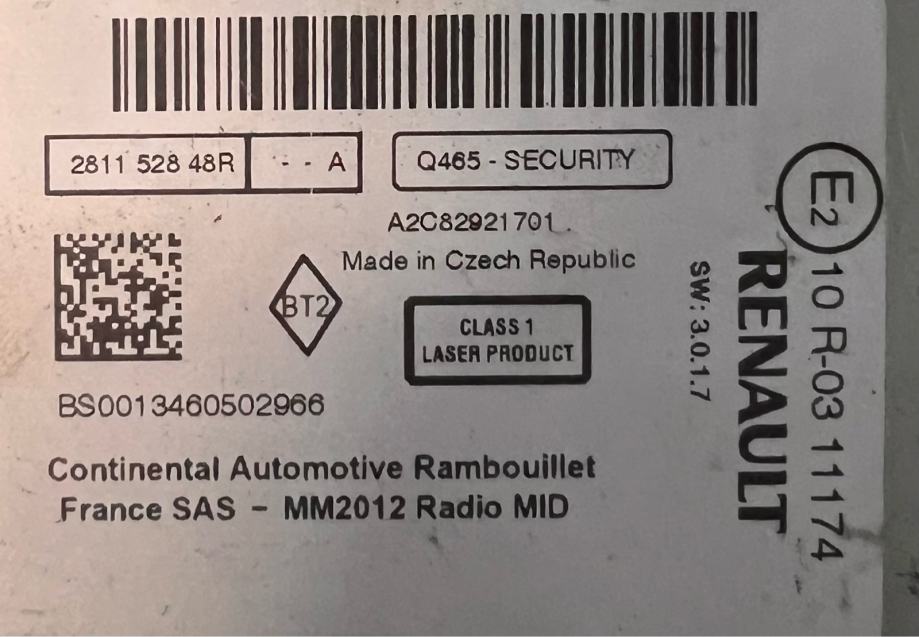 2811 528 48R - - A
Q465 - SECURITY
A2C82921701
Made in Czech Republic
BT2
CLASS 1
LASER PRODUCT
BS0013460502966
Continental Automotive Rambouillet
France SAS - MM2012 Radio MID
SW: 3.0.1.7
RENAULT
E2 10 R-03 11174